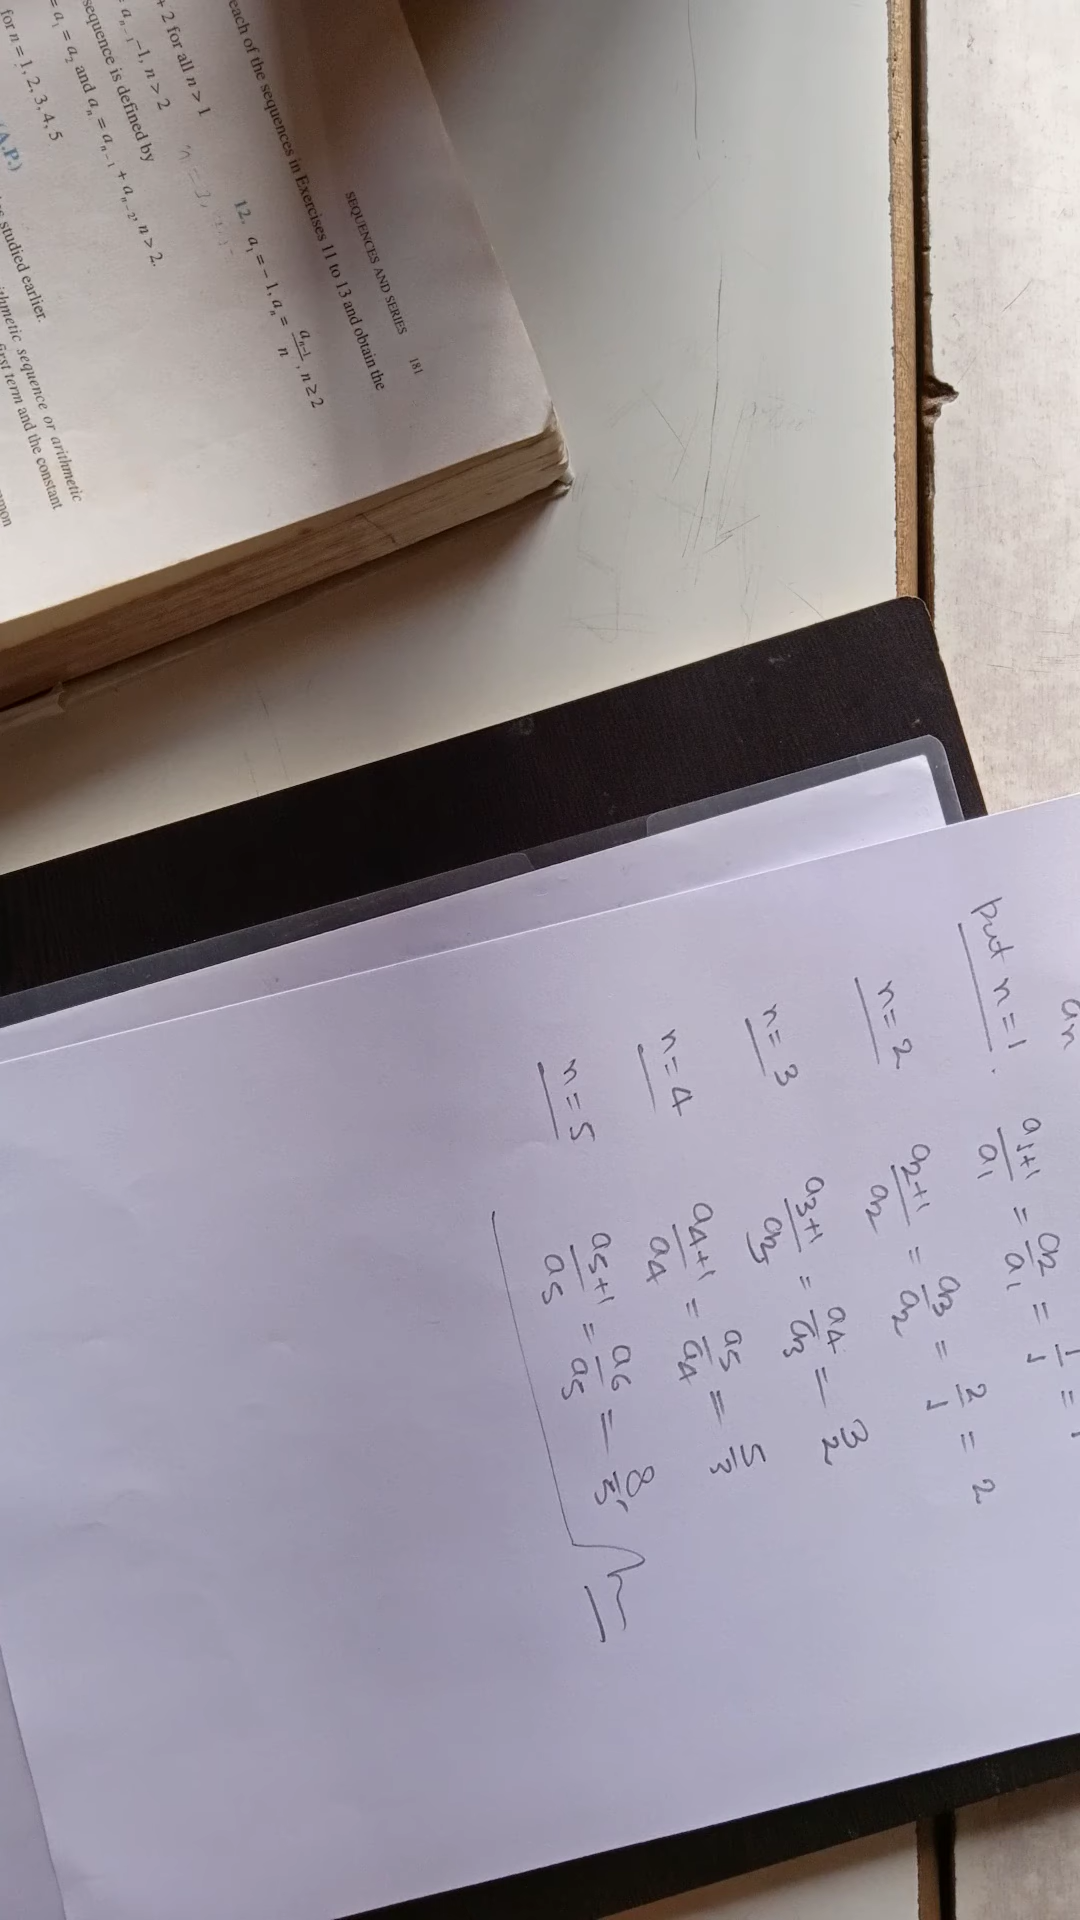 SEQUENCES AND SERIES 181
each of the sequences in Exercises 11 to 13 and obtain the
12. a₁ = – 1, aₙ = aₙ₋₁/n , n ≥ 2
+ 2 for all n > 1
= aₙ₋₁–1, n > 2
sequence is defined by
= a₁ = a₂ and aₙ = aₙ₋₁ + aₙ₋₂, n > 2.
for n = 1, 2, 3, 4, 5
(A.P.)
studied earlier.
arithmetic sequence or arithmetic
first term and the constant
an
put n=1. a1+1/a1 = a2/a1 = 1/1 = 1
n=2 a2+1/a2 = a3/a2 = 2/1 = 2
n=3 a3+1/a3 = a4/a3 = 3/2
n=4 a4+1/a4 = a5/a4 = 5/3
n=5 a5+1/a5 = a6/a5 = 8/5